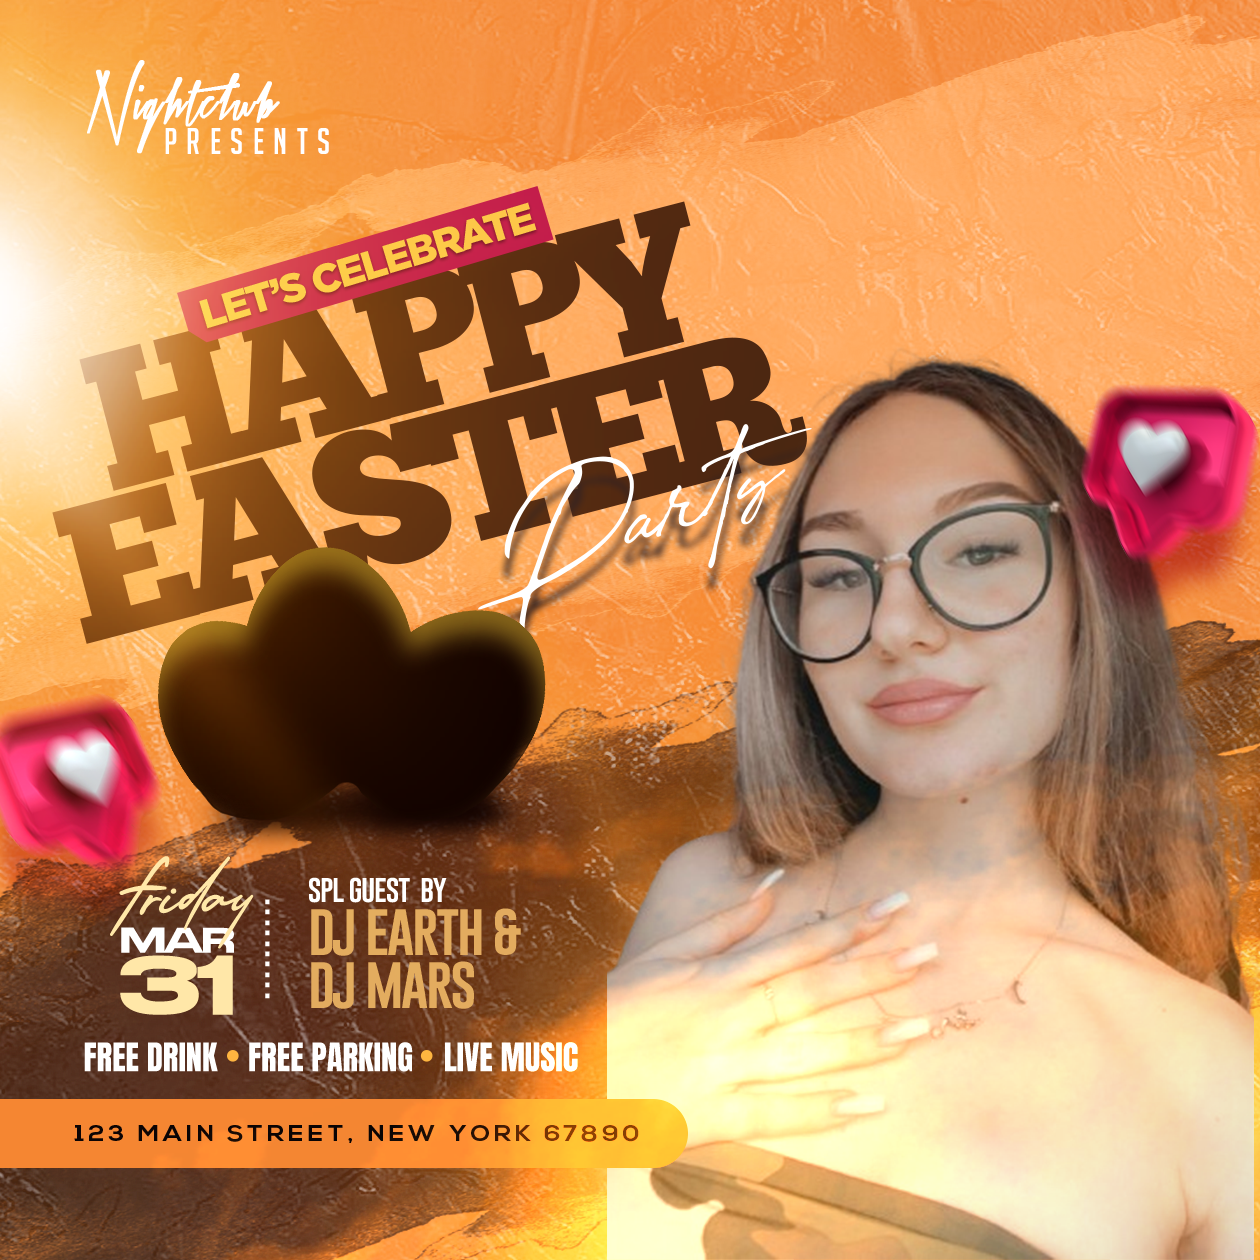 Nightclub
PRESENTS
LET'S CELEBRATE
HAPPY
EASTER
Party
friday
MAR
31
SPL GUEST BY
DJ EARTH &
DJ MARS
FREE DRINK • FREE PARKING • LIVE MUSIC
123 MAIN STREET, NEW YORK 67890